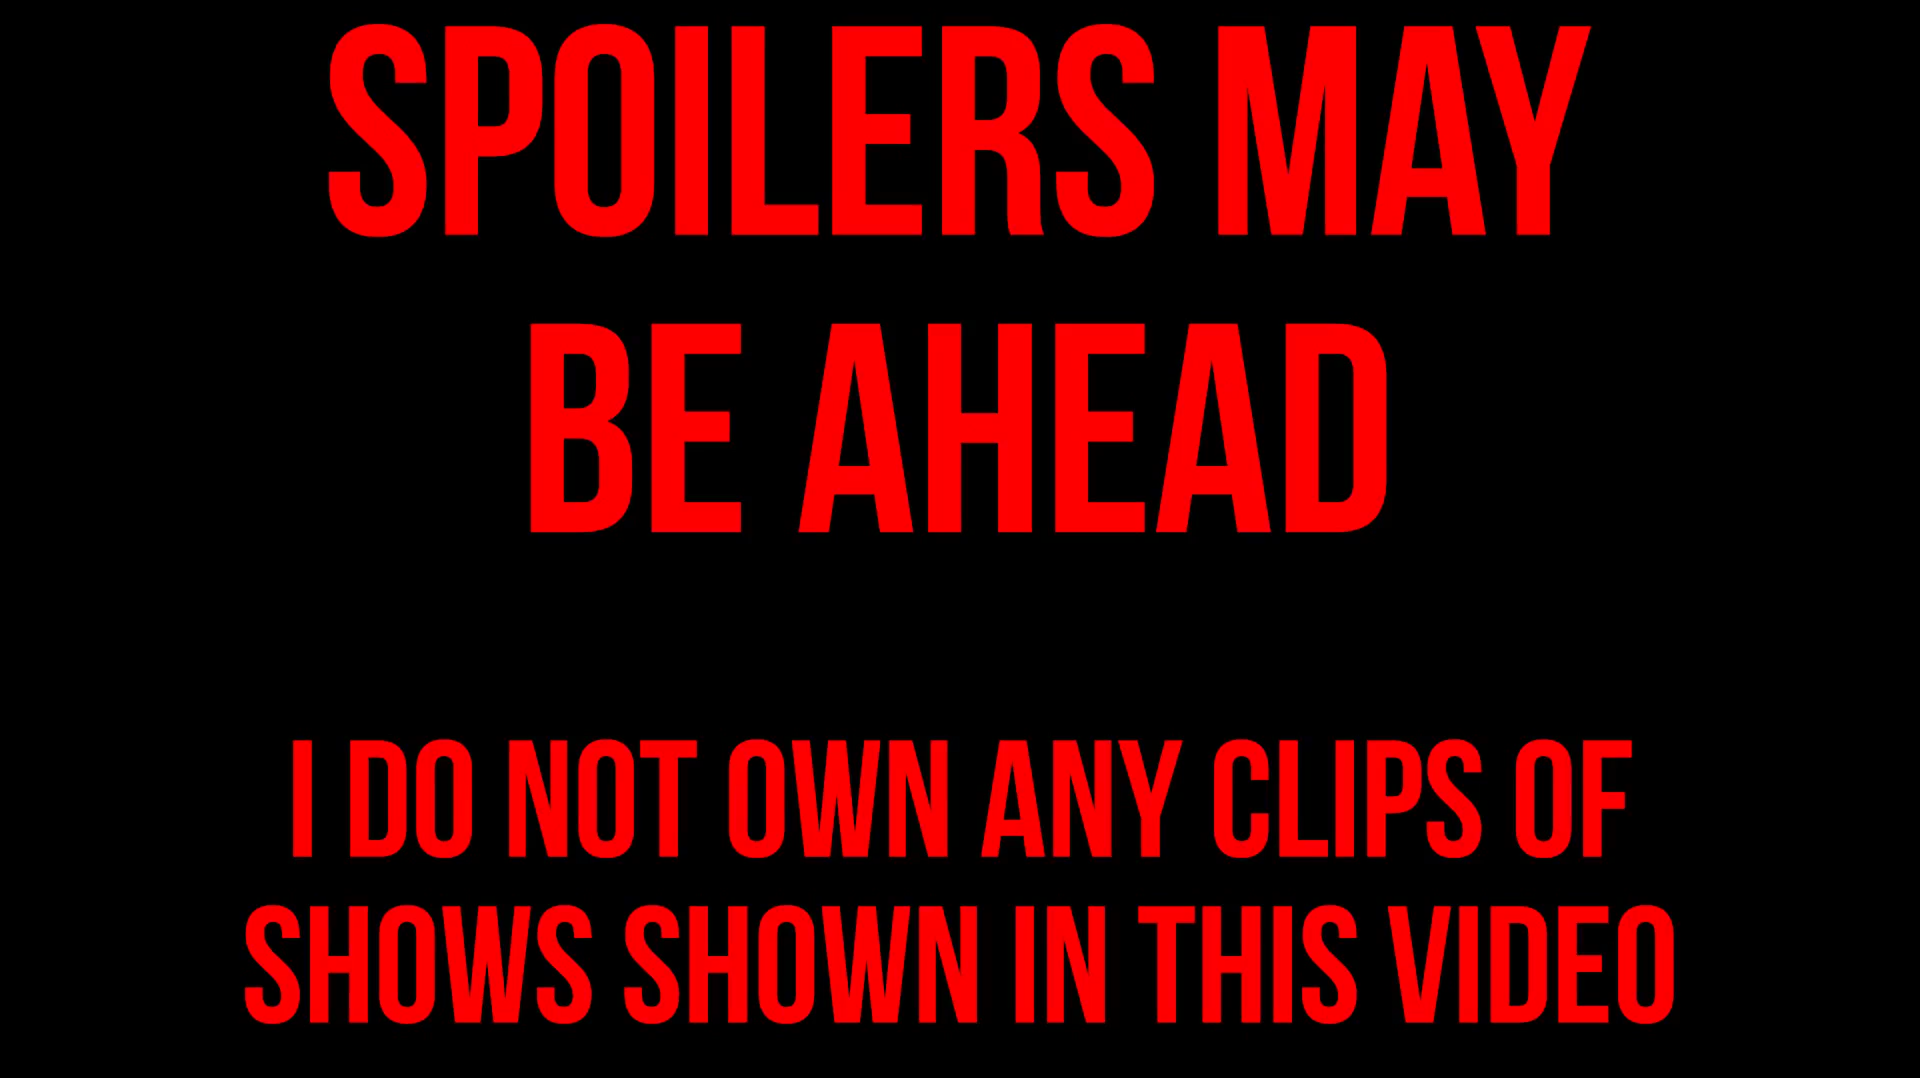 SPOILERS MAY
BE AHEAD
I DO NOT OWN ANY CLIPS OF
SHOWS SHOWN IN THIS VIDEO